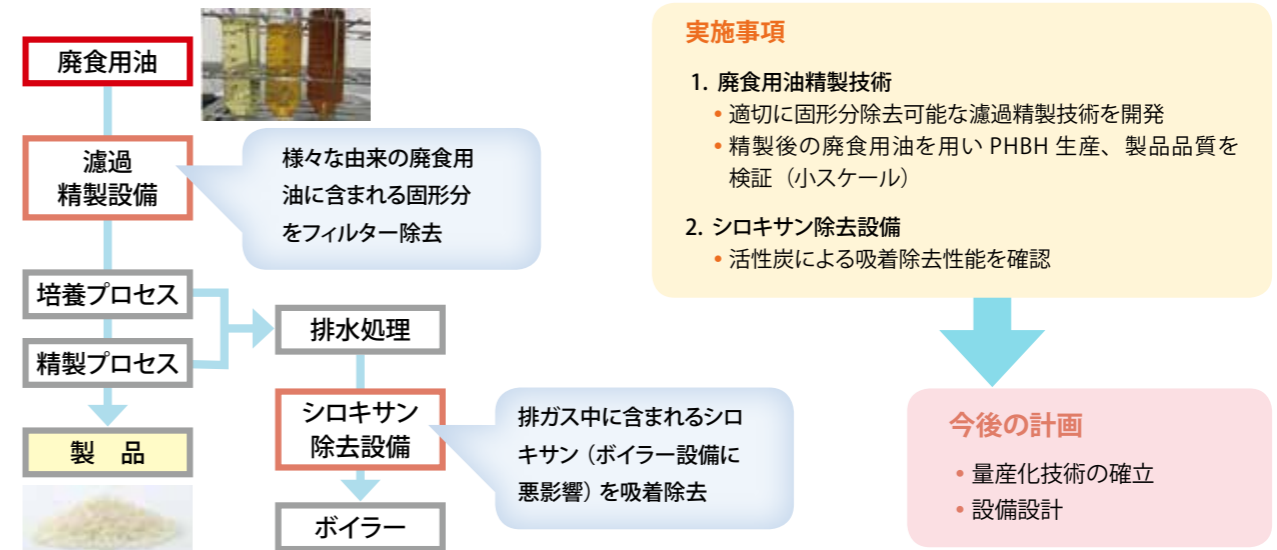 廃食用油
濾過
精製設備
様々な由来の廃食用
油に含まれる固形分
をフィルター除去
培養プロセス
精製プロセス
製 品
排水処理
シロキサン
除去設備
ボイラー
排ガス中に含まれるシロ
キサン（ボイラー設備に
悪影響）を吸着除去
実施事項
1. 廃食用油精製技術
• 適切に固形分除去可能な濾過精製技術を開発
• 精製後の廃食用油を用い PHBH 生産、製品品質を
検証（小スケール）
2. シロキサン除去設備
• 活性炭による吸着除去性能を確認
今後の計画
• 量産化技術の確立
• 設備設計